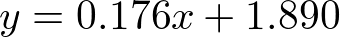 y = 0.176x + 1.890